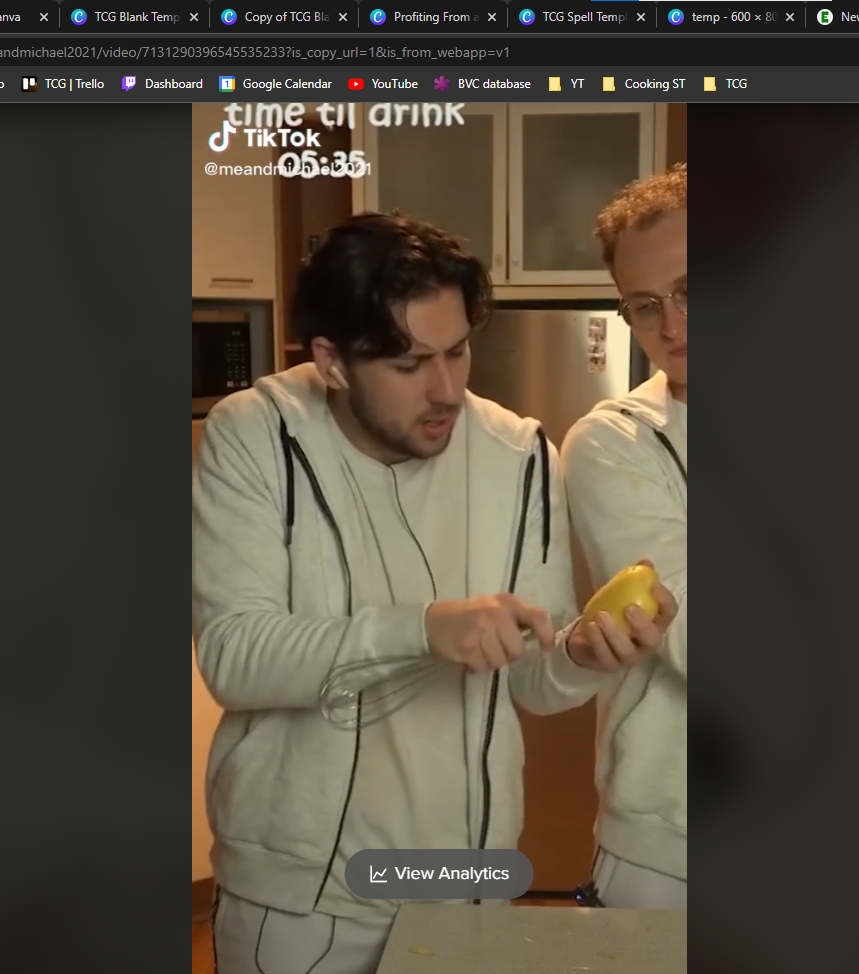 anva
TCG Blank Temp
Copy of TCG Bla
Profiting From a
TCG Spell Templ
temp - 600 × 80
New
andmichael2021/video/7131290396545535233?is_copy_url=1&is_from_webapp=v1
o
TCG | Trello
Dashboard
Google Calendar
YouTube
BVC database
YT
Cooking ST
TCG
time til drink
TikTok
05:35
@meandmichael2021
View Analytics